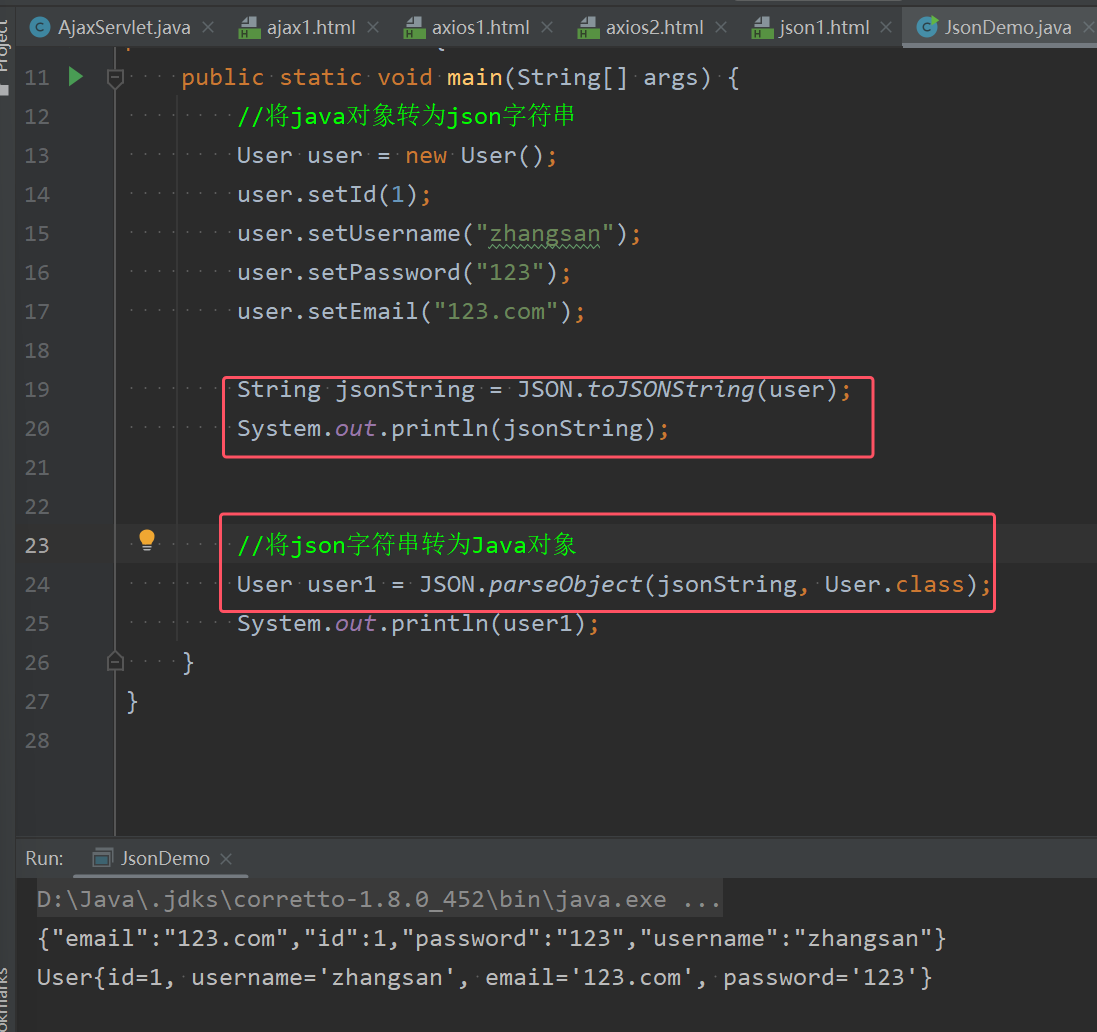 AjaxServlet.java ajax1.html axios1.html axios2.html json1.html JsonDemo.java
Project
11 public static void main(String[] args) {
12 //将java对象转为json字符串
13 User user = new User();
14 user.setId(1);
15 user.setUsername("zhangsan");
16 user.setPassword("123");
17 user.setEmail("123.com");
18
19 String jsonString = JSON.toJSONString(user);
20 System.out.println(jsonString);
21
22
23 //将json字符串转为Java对象
24 User user1 = JSON.parseObject(jsonString, User.class);
25 System.out.println(user1);
26 }
27 }
28
Run: JsonDemo
D:\Java\.jdks\corretto-1.8.0_452\bin\java.exe ...
{"email":"123.com","id":1,"password":"123","username":"zhangsan"}
User{id=1, username='zhangsan', email='123.com', password='123'}